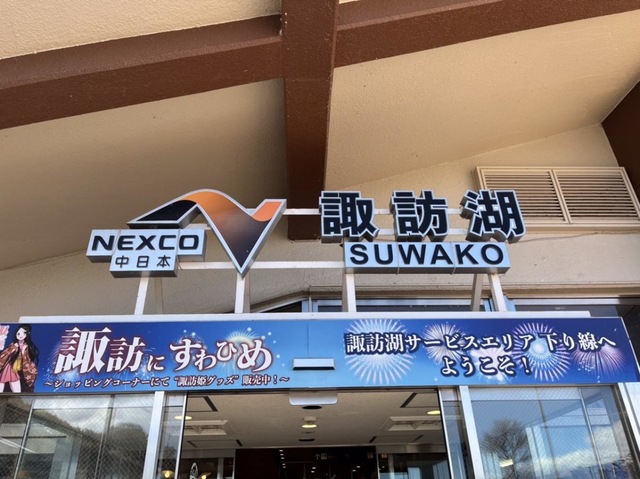 NEXCO
中日本
諏訪湖
SUWAKO
諏訪に すわひめ
～ショッピングコーナーにて"諏訪姫グッズ"販売中！～
諏訪湖サービスエリア 下り線へ
ようこそ！